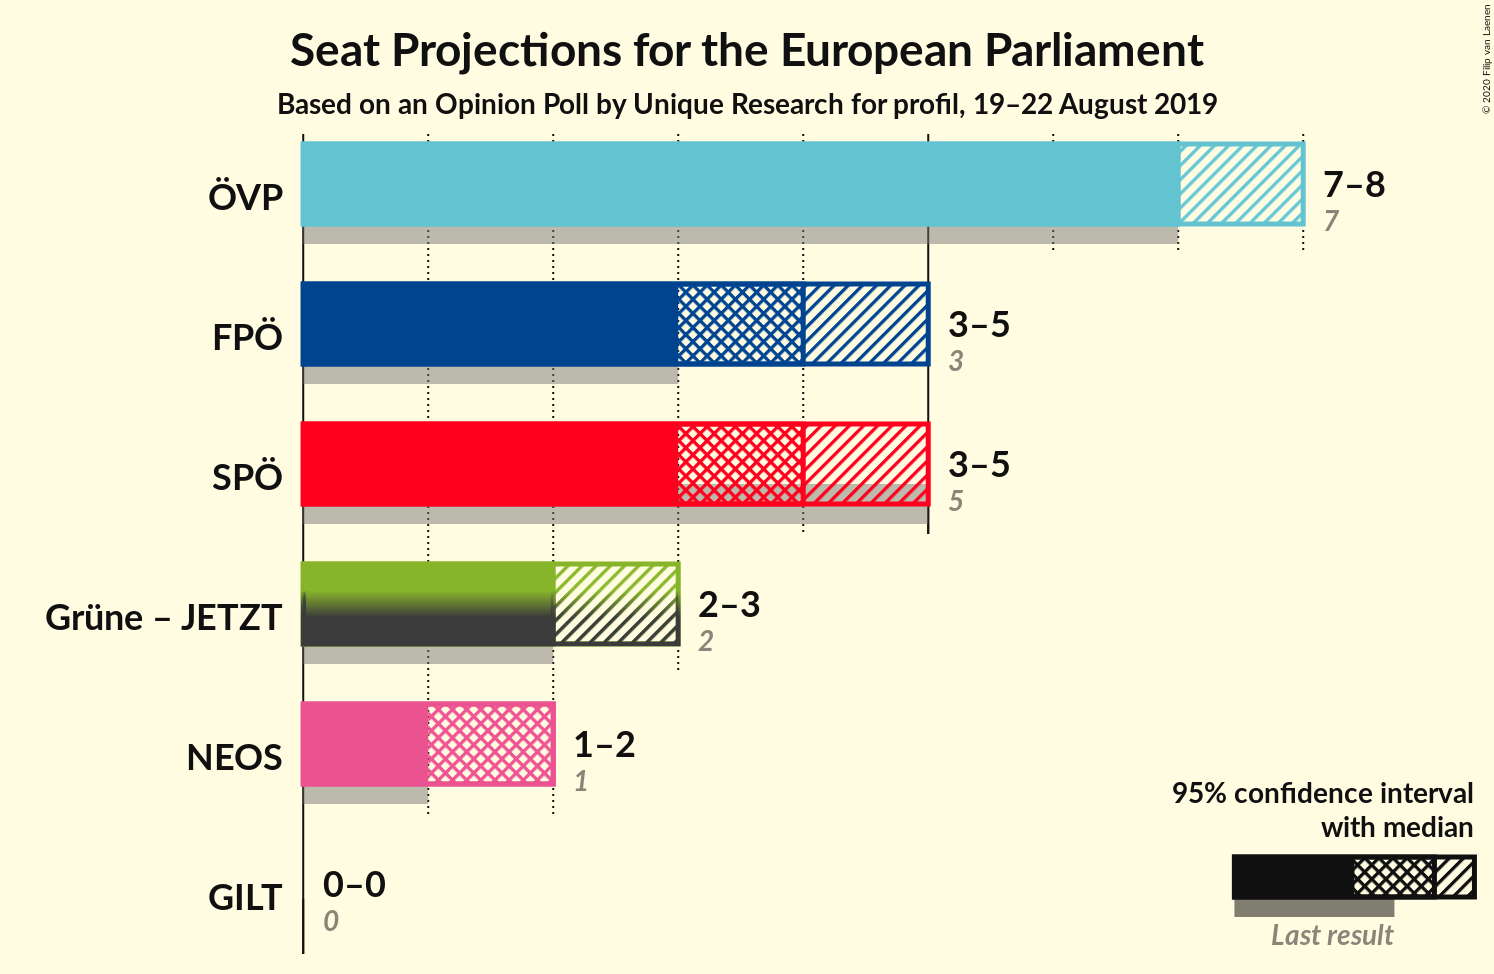 Seat Projections for the European Parliament
Based on an Opinion Poll by Unique Research for profil, 19–22 August 2019
© 2020 Filip van Laenen
ÖVP
7–8
7
FPÖ
3–5
3
SPÖ
3–5
5
Grüne – JETZT
2–3
2
NEOS
1–2
1
GILT
0–0
0
95% confidence interval
with median
Last result